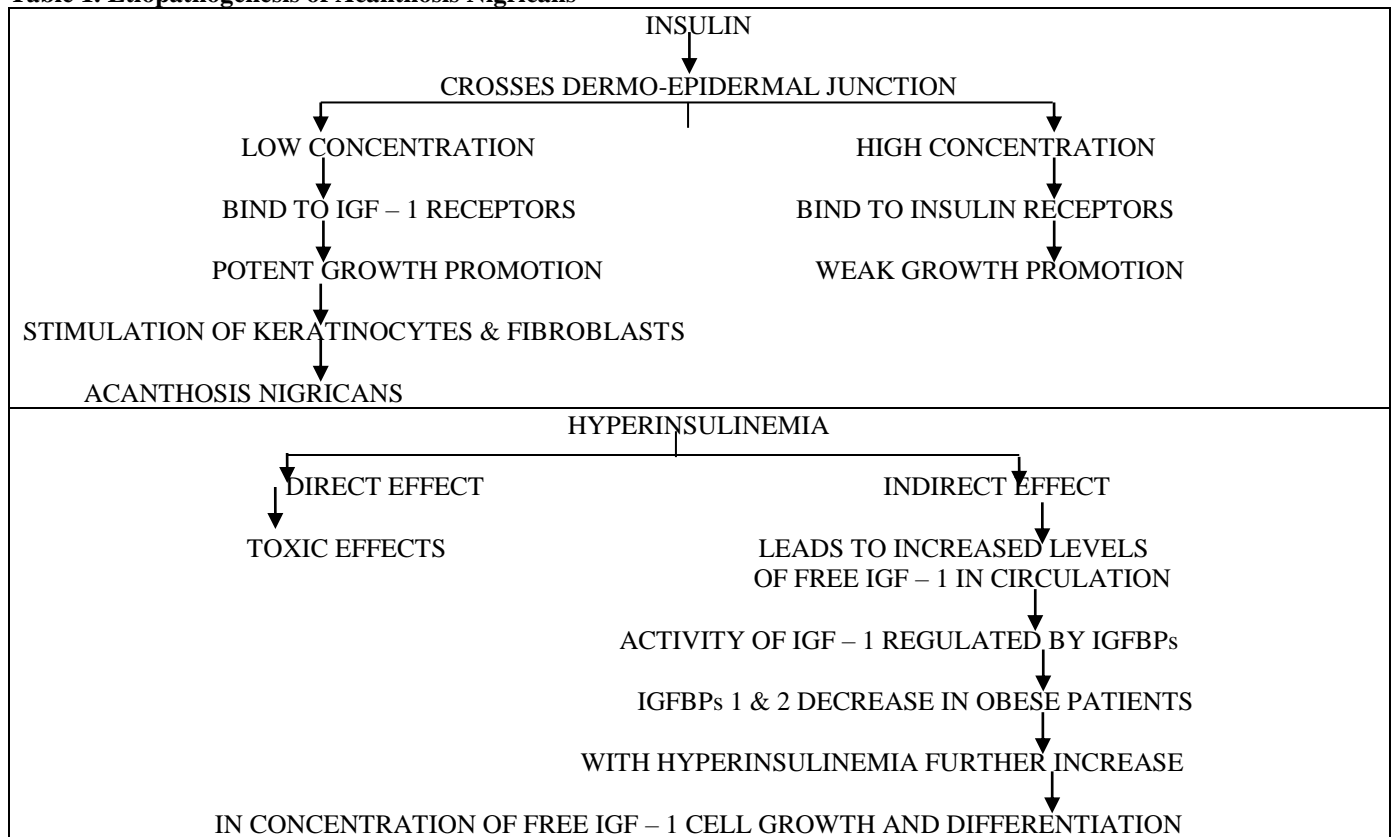 Table 1. Etiopathogenesis of Acanthosis Nigricans
INSULIN
CROSSES DERMO-EPIDERMAL JUNCTION
LOW CONCENTRATION HIGH CONCENTRATION
BIND TO IGF – 1 RECEPTORS BIND TO INSULIN RECEPTORS
POTENT GROWTH PROMOTION WEAK GROWTH PROMOTION
STIMULATION OF KERATINOCYTES & FIBROBLASTS
ACANTHOSIS NIGRICANS
HYPERINSULINEMIA
DIRECT EFFECT INDIRECT EFFECT
TOXIC EFFECTS LEADS TO INCREASED LEVELS
OF FREE IGF – 1 IN CIRCULATION
ACTIVITY OF IGF – 1 REGULATED BY IGFBPs
IGFBPs 1 & 2 DECREASE IN OBESE PATIENTS
WITH HYPERINSULINEMIA FURTHER INCREASE
IN CONCENTRATION OF FREE IGF – 1 CELL GROWTH AND DIFFERENTIATION